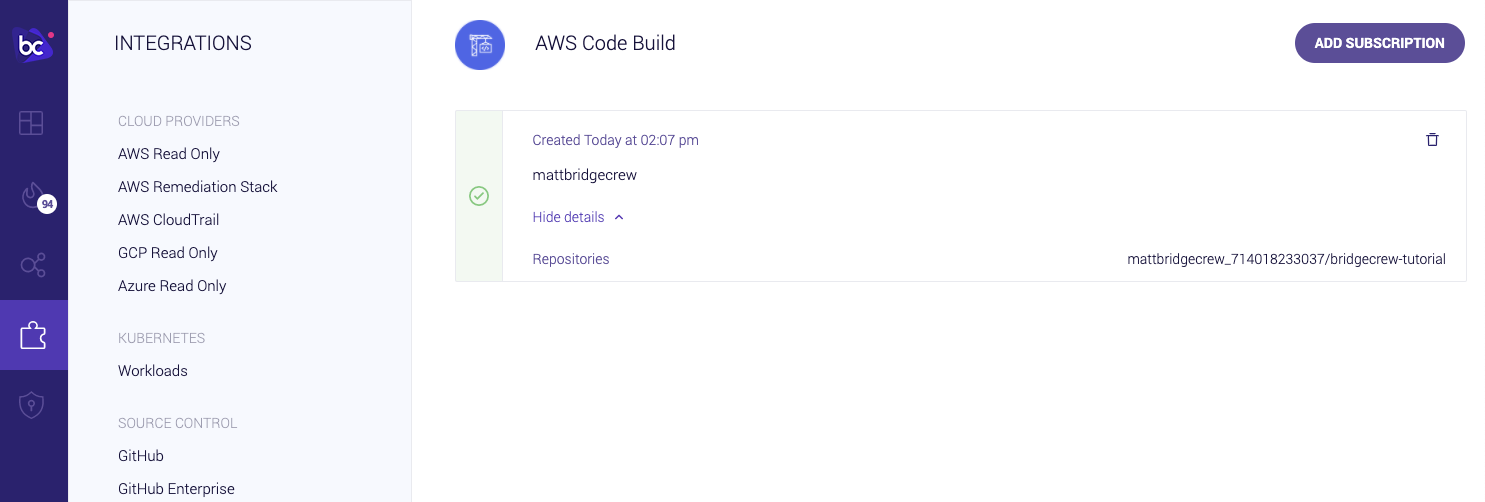 bc
94
INTEGRATIONS
CLOUD PROVIDERS
AWS Read Only
AWS Remediation Stack
AWS CloudTrail
GCP Read Only
Azure Read Only
KUBERNETES
Workloads
SOURCE CONTROL
GitHub
GitHub Enterprise
AWS Code Build
ADD SUBSCRIPTION
Created Today at 02:07 pm
mattbridgecrew
Hide details
Repositories mattbridgecrew_714018233037/bridgecrew-tutorial